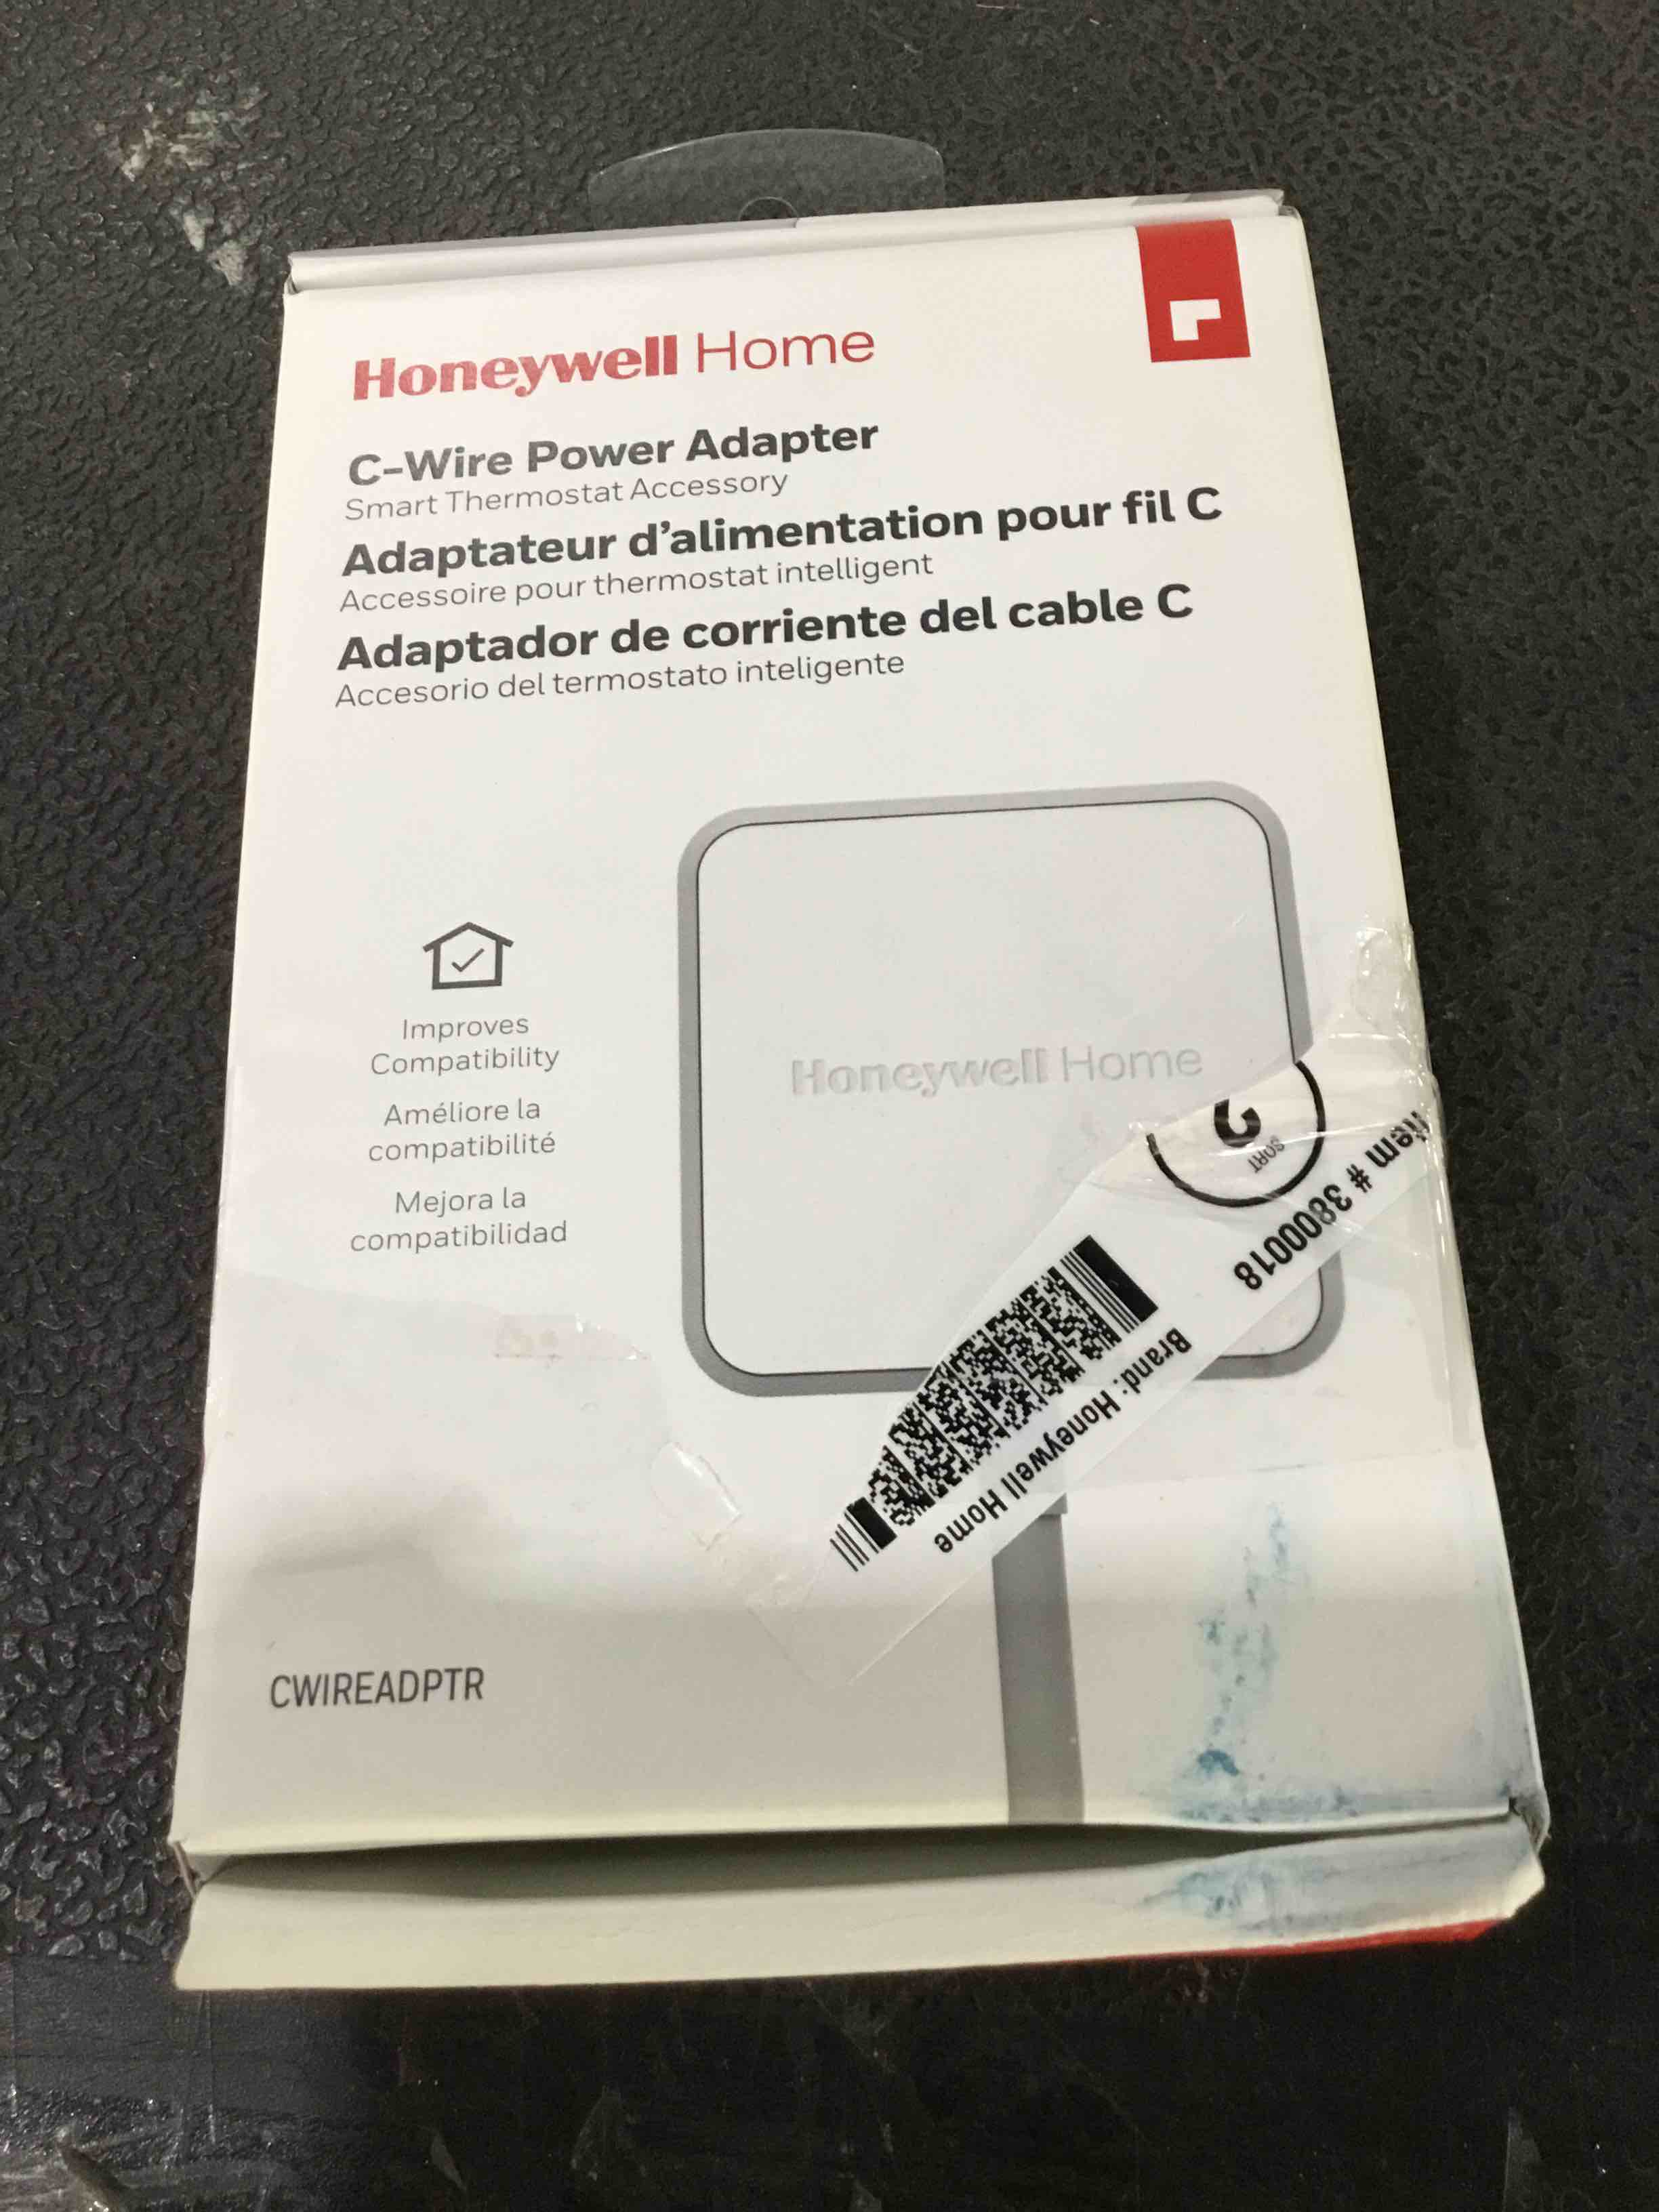 Honeywell Home
C-Wire Power Adapter
Smart Thermostat Accessory
Adaptateur d'alimentation pour fil C
Accessoire pour thermostat intelligent
Adaptador de corriente del cable C
Accesorio del termostato inteligente
Improves
Compatibility
Améliore la
compatibilité
Mejora la
compatibilidad
Honeywell Home
SORT
Item # 3800018
Brand: Honeywell Home
CWIREADPTR